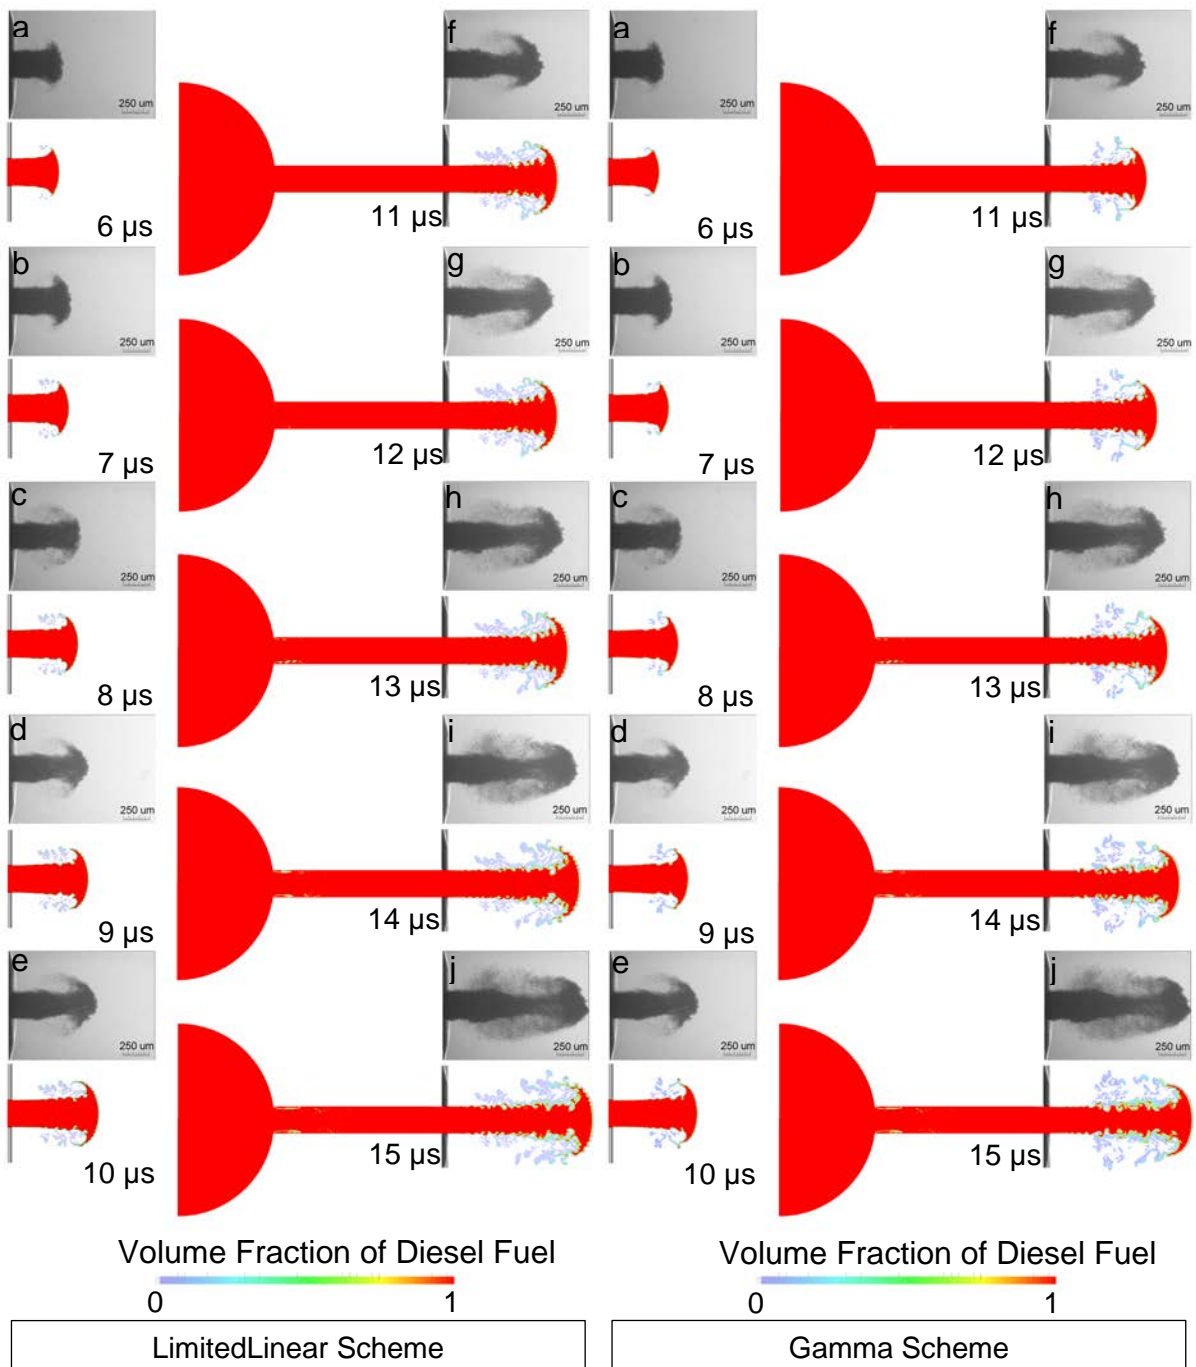 a
250 um
f
250 um
a
250 um
f
250 um
6 µs
11 µs
6 µs
11 µs
b
250 um
g
250 um
b
250 um
g
250 um
7 µs
12 µs
7 µs
12 µs
c
250 um
h
250 um
c
250 um
h
250 um
8 µs
13 µs
8 µs
13 µs
d
250 um
i
250 um
d
250 um
i
250 um
9 µs
14 µs
9 µs
14 µs
e
250 um
j
250 um
e
250 um
j
250 um
10 µs
15 µs
10 µs
15 µs
Volume Fraction of Diesel Fuel
Volume Fraction of Diesel Fuel
0 1
0 1
LimitedLinear Scheme
Gamma Scheme